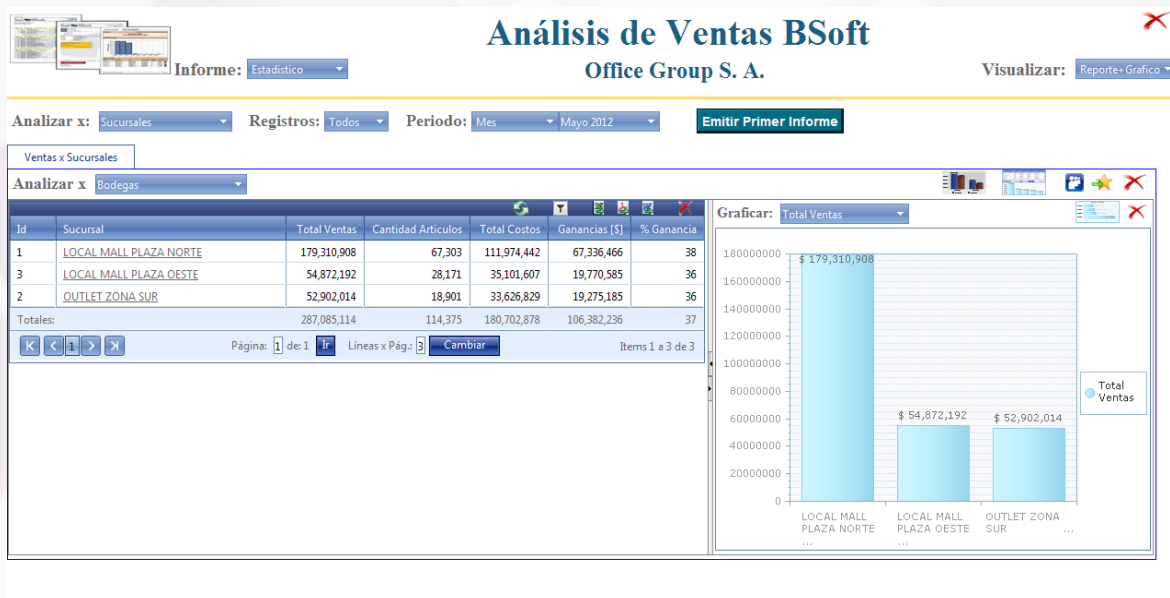 Análisis de Ventas BSoft
Informe: Estadistico
Office Group S. A.
Visualizar: Reporte+Grafico
Analizar x: Sucursales Registros: Todos Periodo: Mes Mayo 2012 Emitir Primer Informe
Ventas x Sucursales
Analizar x Bodegas
Id Sucursal Total Ventas Cantidad Articulos Total Costos Ganancias [$] % Ganancia
1 LOCAL MALL PLAZA NORTE 179,310,908 67,303 111,974,442 67,336,466 38
3 LOCAL MALL PLAZA OESTE 54,872,192 28,171 35,101,607 19,770,585 36
2 OUTLET ZONA SUR 52,902,014 18,901 33,626,829 19,275,185 36
Totales: 287,085,114 114,375 180,702,878 106,382,236 37
1 Página: 1 de: 1 Ir Líneas x Pág.: 3 Cambiar Items 1 a 3 de 3
Graficar: Total Ventas
180000000
160000000
140000000
120000000
100000000
80000000
60000000
40000000
20000000
0
$ 179,310,908
$ 54,872,192
$ 52,902,014
LOCAL MALL PLAZA NORTE ...
LOCAL MALL PLAZA OESTE ...
OUTLET ZONA SUR ...
Total Ventas